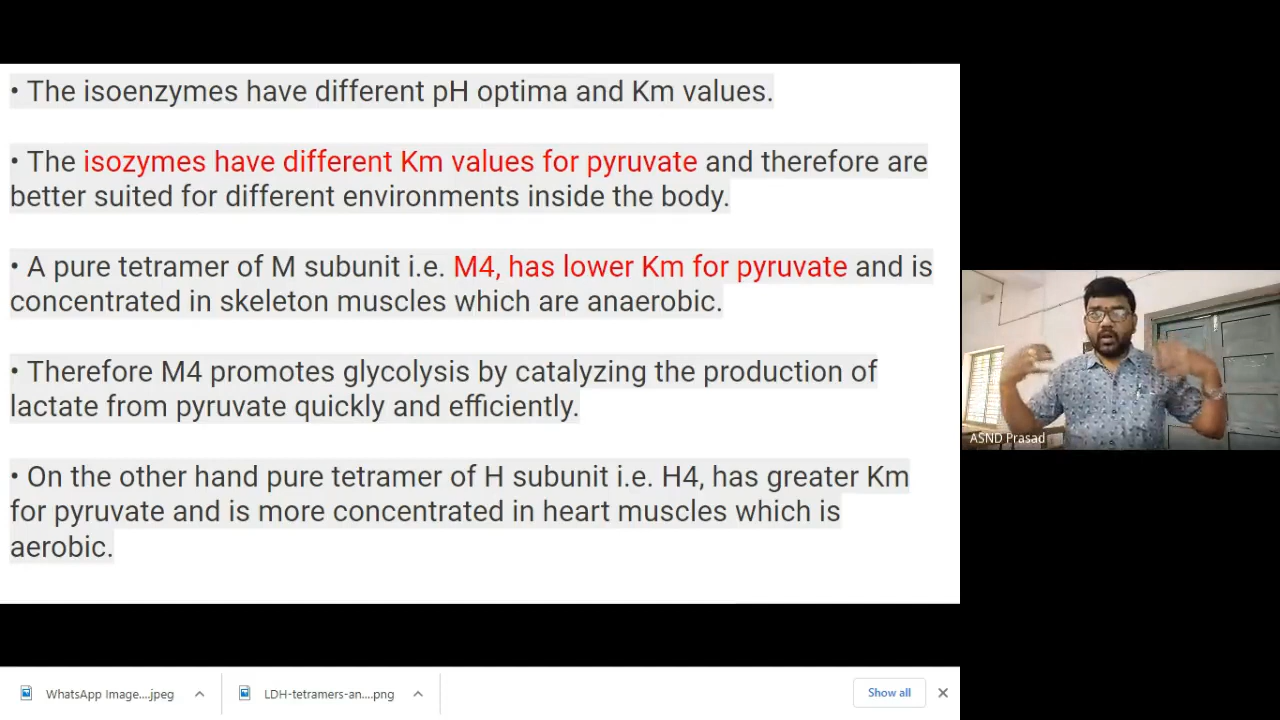 • The isoenzymes have different pH optima and Km values.
• The isozymes have different Km values for pyruvate and therefore are
better suited for different environments inside the body.
• A pure tetramer of M subunit i.e. M4, has lower Km for pyruvate and is
concentrated in skeleton muscles which are anaerobic.
• Therefore M4 promotes glycolysis by catalyzing the production of
lactate from pyruvate quickly and efficiently.
• On the other hand pure tetramer of H subunit i.e. H4, has greater Km
for pyruvate and is more concentrated in heart muscles which is
aerobic.
ASND Prasad
WhatsApp Image....jpeg
LDH-tetramers-an....png
Show all